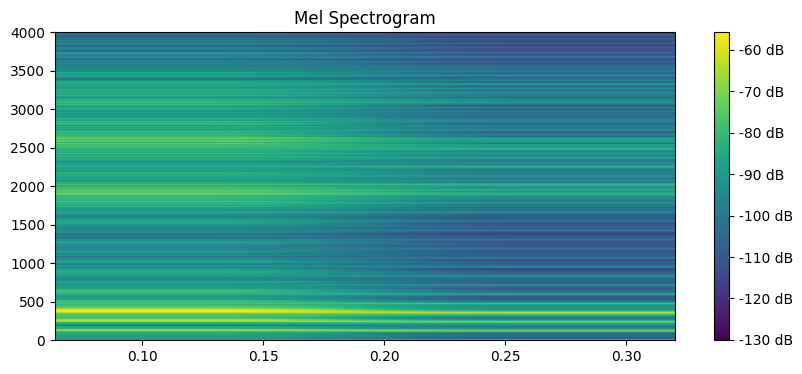 Mel Spectrogram
4000
3500
3000
2500
2000
1500
1000
500
0
0.10
0.15
0.20
0.25
0.30
-60 dB
-70 dB
-80 dB
-90 dB
-100 dB
-110 dB
-120 dB
-130 dB